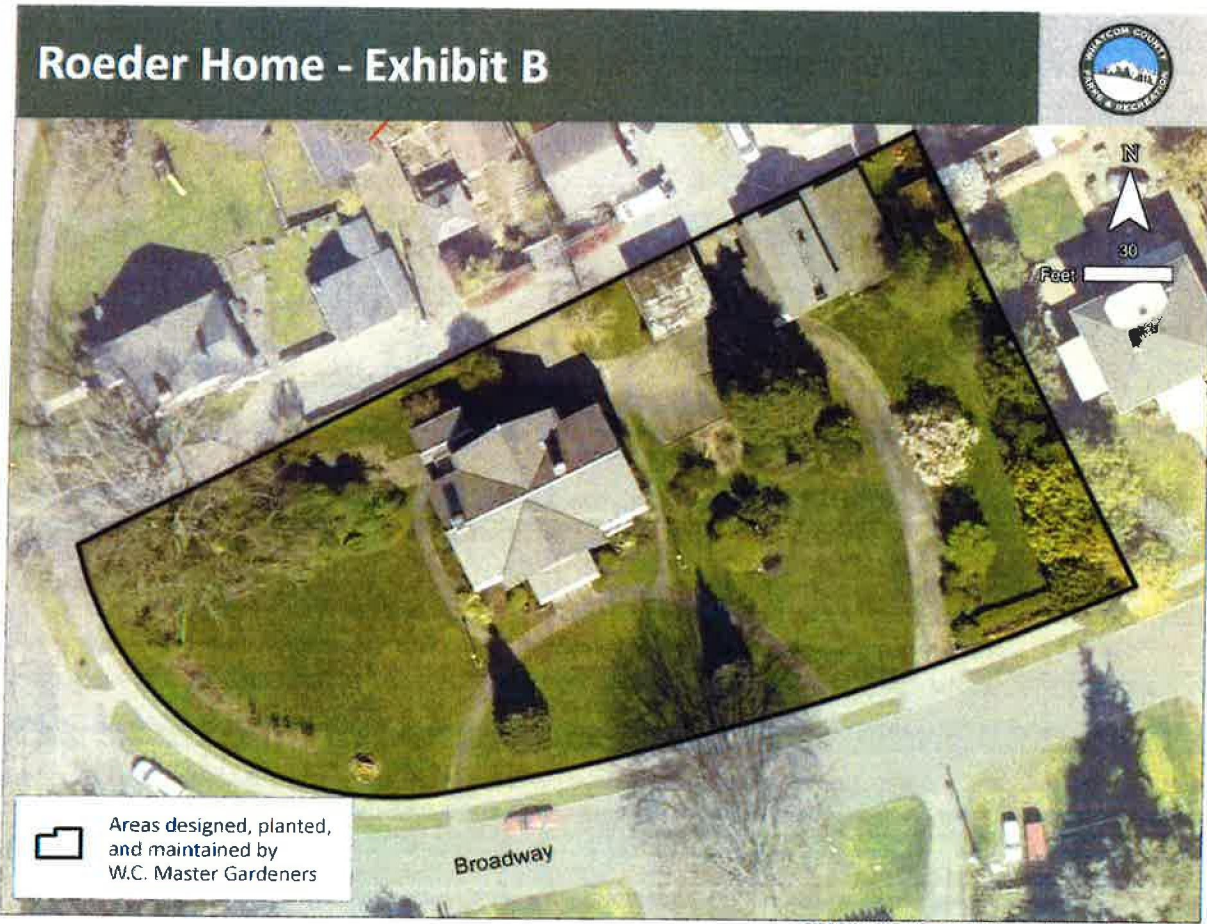 Roeder Home - Exhibit B
WHATCOM COUNTY
PARKS & RECREATION
N
30
Feet
Areas designed, planted,
and maintained by
W.C. Master Gardeners
Broadway